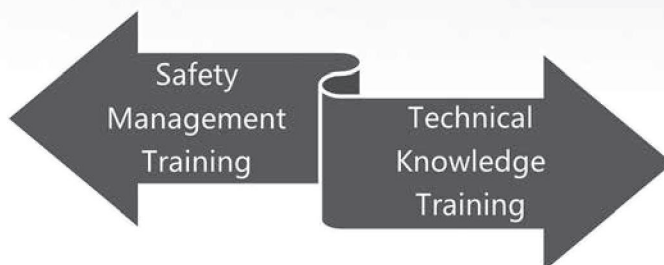 Safety
Management
Training
Technical
Knowledge
Training